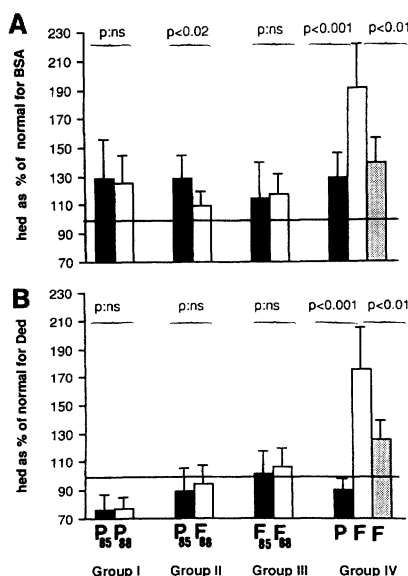 A
p:ns p<0.02 p:ns p<0.001 p<0.01
hed as % of normal for BSA
230
210
190
170
150
130
110
90
70
B
p:ns p:ns p:ns p<0.001 p<0.01
hed as % of normal for Ded
230
210
190
170
150
130
110
90
70
P85 P88 P85 F88 F85 F88 P F F
Group I Group II Group III Group IV